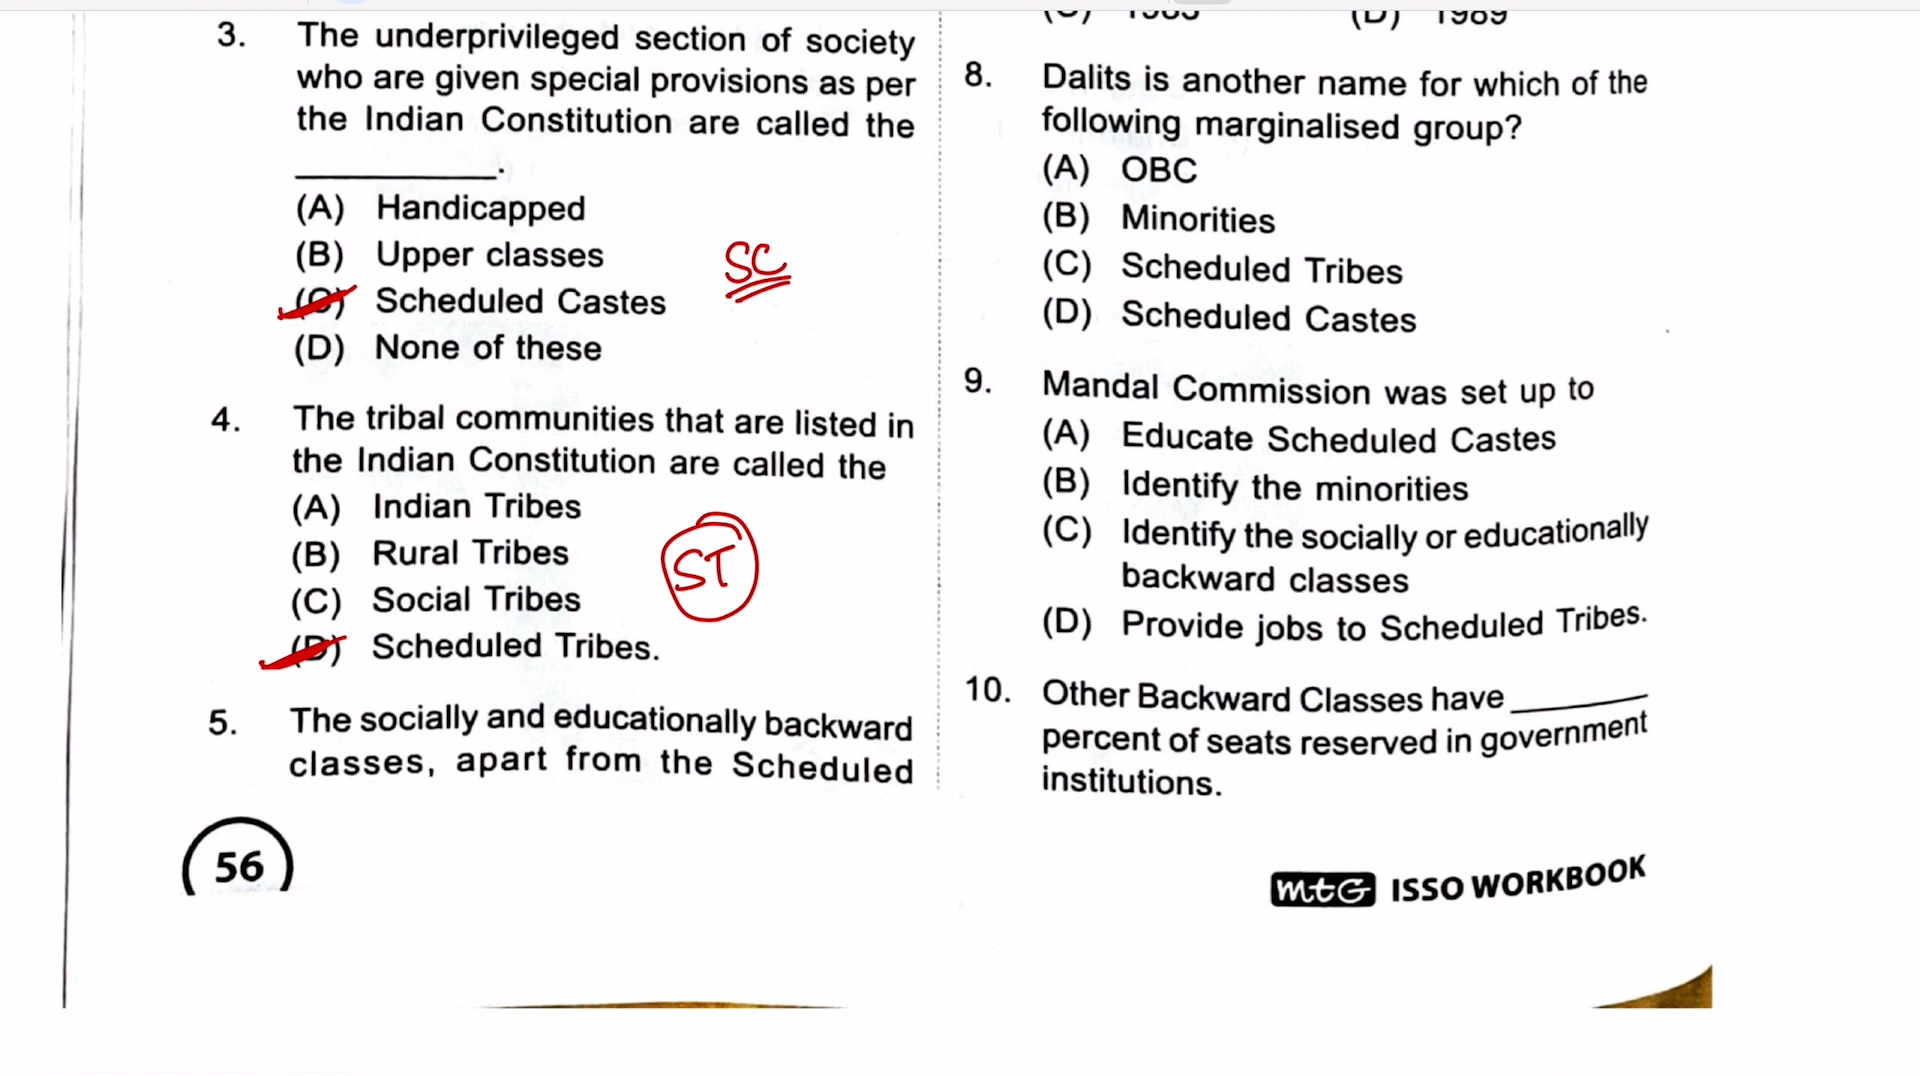 3. The underprivileged section of society
who are given special provisions as per
the Indian Constitution are called the
__________.
(A) Handicapped
(B) Upper classes
(C) Scheduled Castes
(D) None of these
SC
4. The tribal communities that are listed in
the Indian Constitution are called the
(A) Indian Tribes
(B) Rural Tribes
(C) Social Tribes
(D) Scheduled Tribes.
ST
5. The socially and educationally backward
classes, apart from the Scheduled
56
(D) 1989
8. Dalits is another name for which of the
following marginalised group?
(A) OBC
(B) Minorities
(C) Scheduled Tribes
(D) Scheduled Castes
9. Mandal Commission was set up to
(A) Educate Scheduled Castes
(B) Identify the minorities
(C) Identify the socially or educationally
backward classes
(D) Provide jobs to Scheduled Tribes.
10. Other Backward Classes have _______
percent of seats reserved in government
institutions.
mtG ISSO WORKBOOK